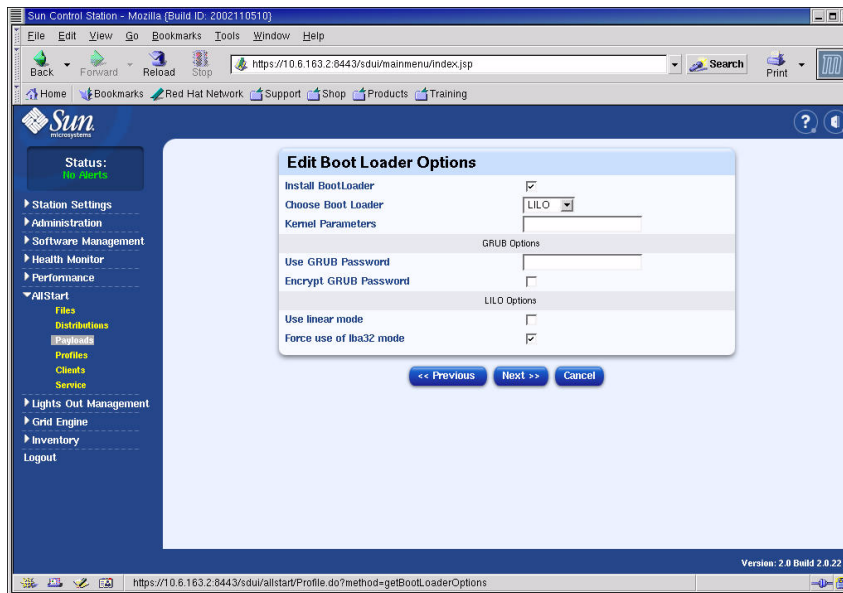 Sun Control Station - Mozilla {Build ID: 2002110510}
File Edit View Go Bookmarks Tools Window Help
Back Forward Reload Stop https://10.6.163.2:8443/sdui/mainmenu/index.jsp Search Print
Home Bookmarks Red Hat Network Support Shop Products Training
Sun
microsystems
?
Status:
No Alerts
Station Settings
Administration
Software Management
Health Monitor
Performance
AllStart
Files
Distributions
Payloads
Profiles
Clients
Service
Lights Out Management
Grid Engine
Inventory
Logout
Edit Boot Loader Options
Install BootLoader
Choose Boot Loader LILO
Kernel Parameters
GRUB Options
Use GRUB Password
Encrypt GRUB Password
LILO Options
Use linear mode
Force use of lba32 mode
<< Previous Next >> Cancel
Version: 2.0 Build 2.0.22
https://10.6.163.2:8443/sdui/allstart/Profile.do?method=getBootLoaderOptions